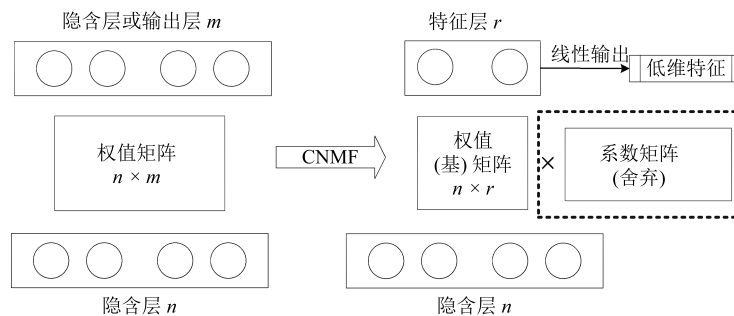 隐含层或输出层 m
特征层 r
线性输出
低维特征
权值矩阵
n × m
CNMF
权值
(基) 矩阵
n × r
×
系数矩阵
(舍弃)
隐含层 n
隐含层 n